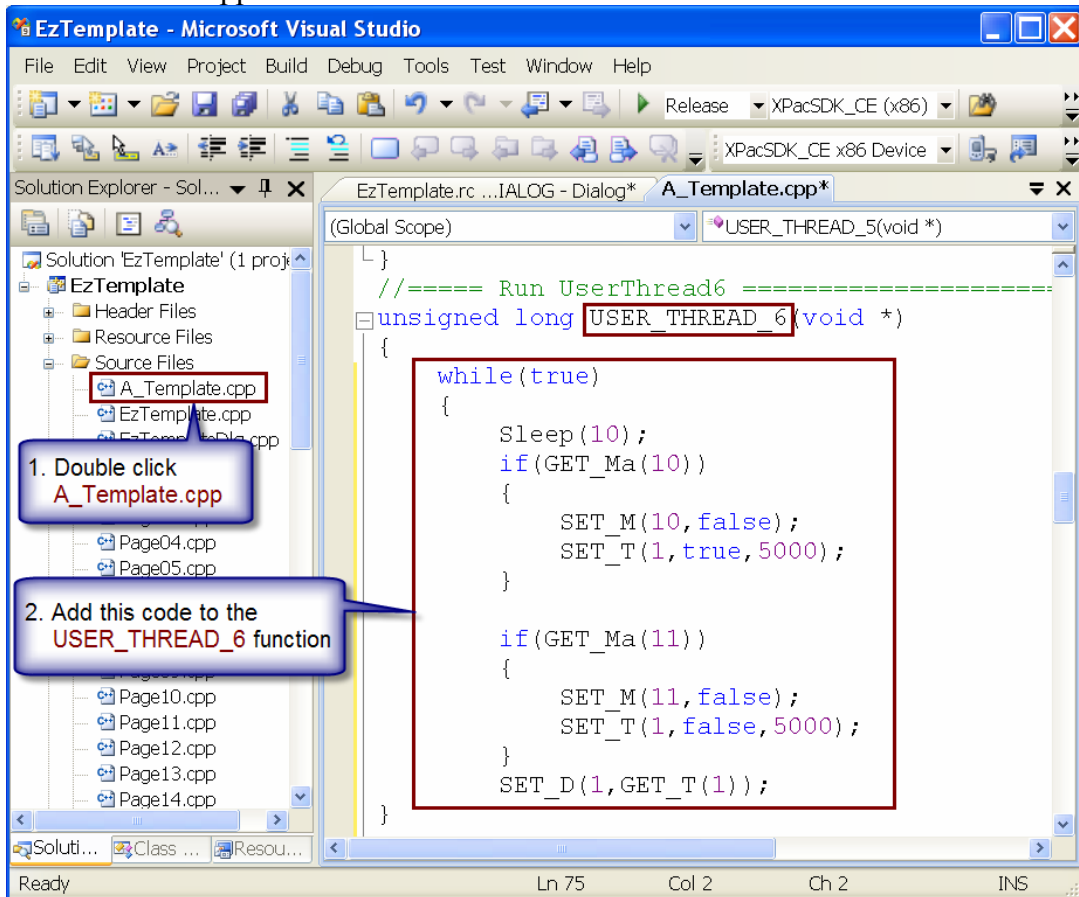 EzTemplate - Microsoft Visual Studio
File Edit View Project Build Debug Tools Test Window Help
Release XPacSDK_CE (x86)
XPacSDK_CE x86 Device
Solution Explorer - Sol...
EzTemplate.rc ...IALOG - Dialog* A_Template.cpp*
(Global Scope) USER_THREAD_5(void *)
Solution 'EzTemplate' (1 proje
EzTemplate
Header Files
Resource Files
Source Files
A_Template.cpp
EzTemplate.cpp
1. Double click
A_Template.cpp
Page04.cpp
Page05.cpp
2. Add this code to the
USER_THREAD_6 function
Page10.cpp
Page11.cpp
Page12.cpp
Page13.cpp
Page14.cpp
}
//===== Run UserThread6 =====================
unsigned long USER_THREAD_6(void *)
{
while(true)
{
Sleep(10);
if(GET_Ma(10))
{
SET_M(10,false);
SET_T(1,true,5000);
}
if(GET_Ma(11))
{
SET_M(11,false);
SET_T(1,false,5000);
}
SET_D(1,GET_T(1));
}
Soluti... Class ... Resou...
Ready Ln 75 Col 2 Ch 2 INS